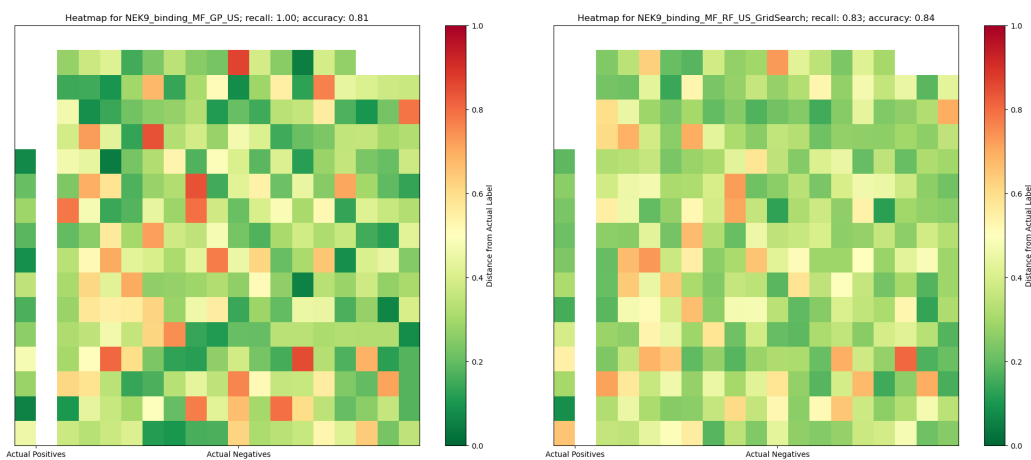 Heatmap for NEK9_binding_MF_GP_US; recall: 1.00; accuracy: 0.81
1.0
0.8
0.6
0.4
0.2
0.0
Distance from Actual Label
Actual Positives
Actual Negatives
Heatmap for NEK9_binding_MF_RF_US_GridSearch; recall: 0.83; accuracy: 0.84
1.0
0.8
0.6
0.4
0.2
0.0
Distance from Actual Label
Actual Positives
Actual Negatives